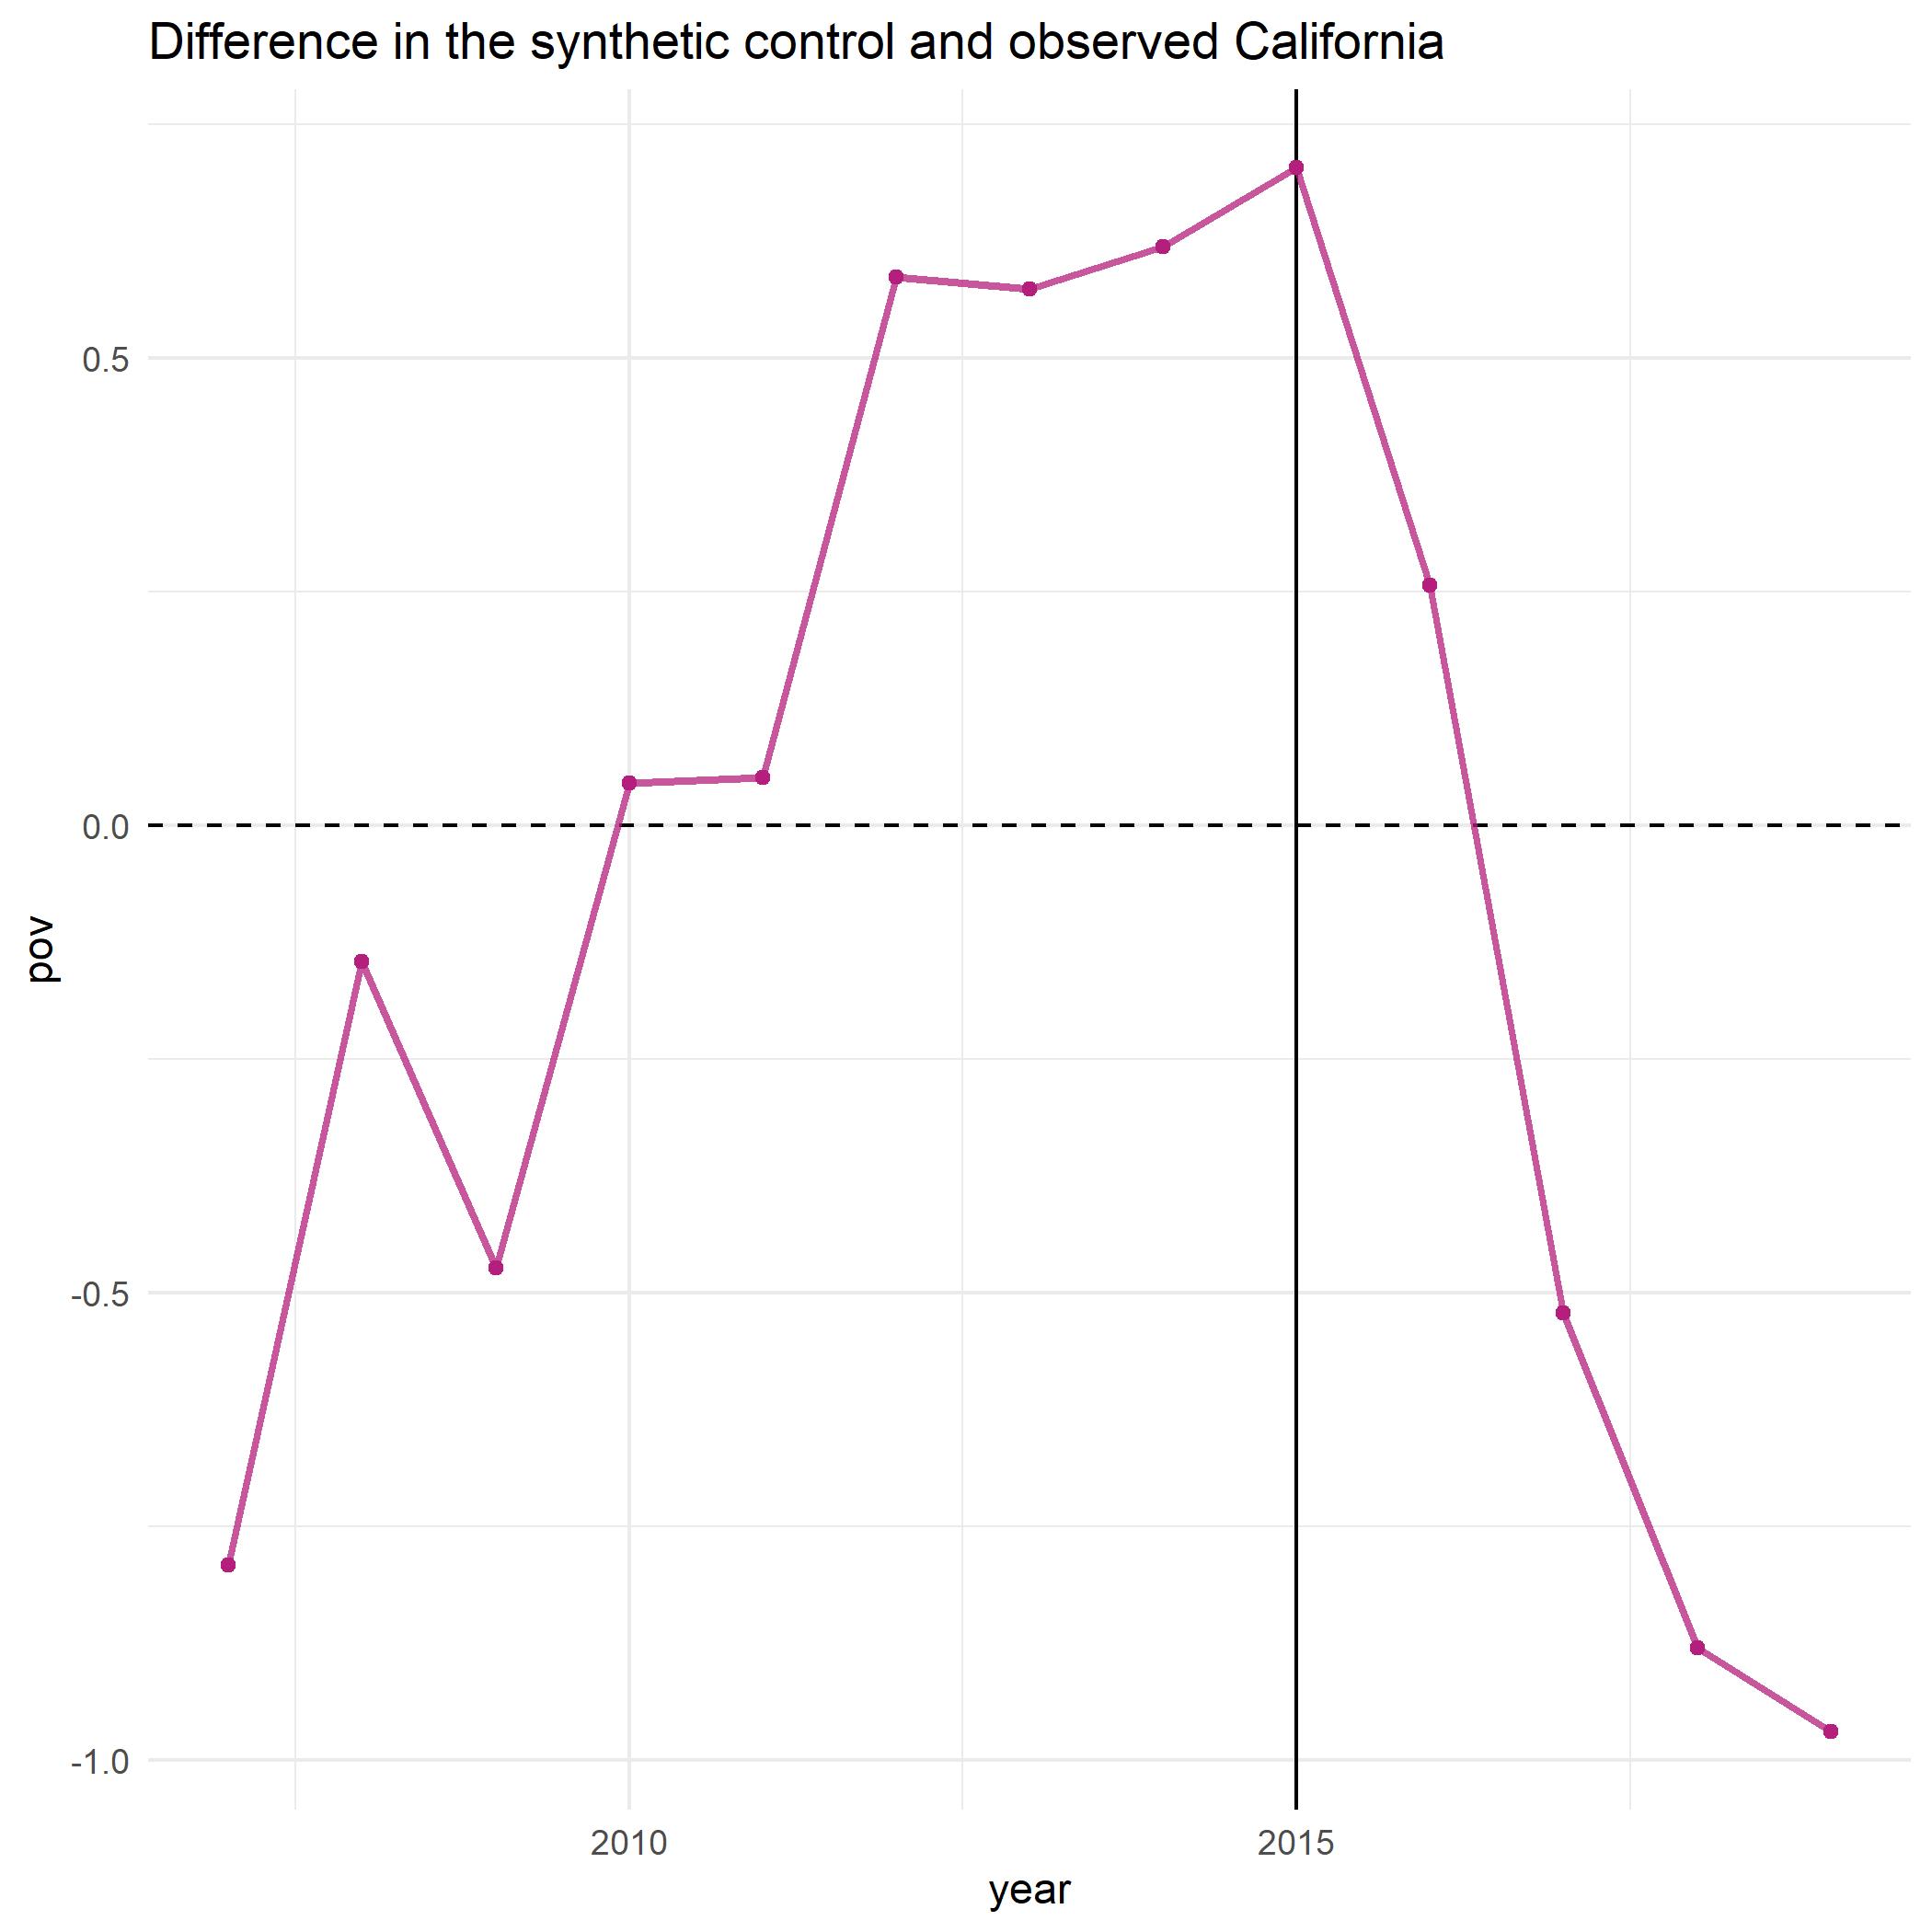 Difference in the synthetic control and observed California
0.5
0.0
-0.5
-1.0
pov
2010
2015
year